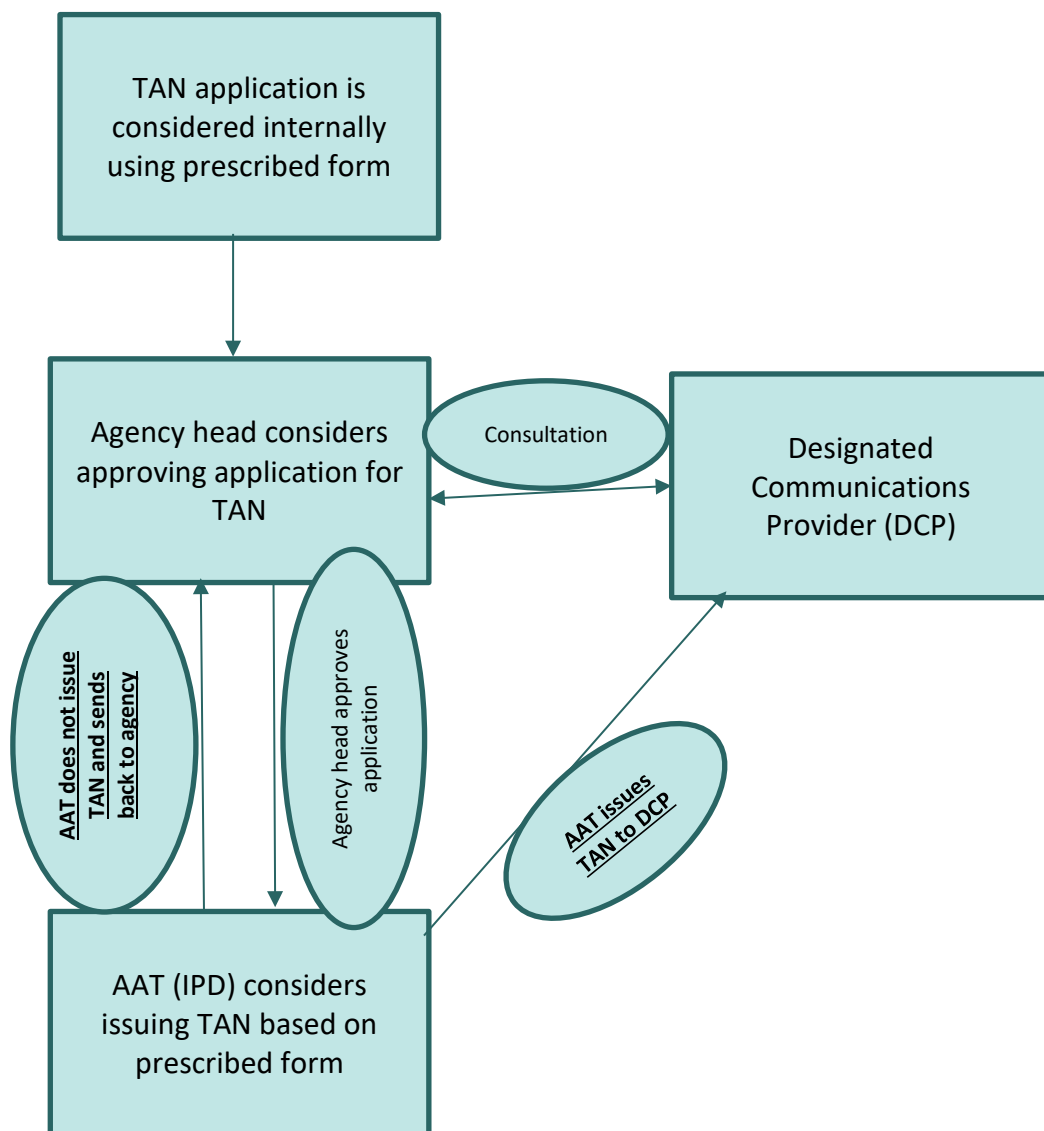 TAN application is
considered internally
using prescribed form
Agency head considers
approving application for
TAN
Consultation
Designated
Communications
Provider (DCP)
AAT does not issue
TAN and sends
back to agency
Agency head approves
application
AAT issues
TAN to DCP
AAT (IPD) considers
issuing TAN based on
prescribed form